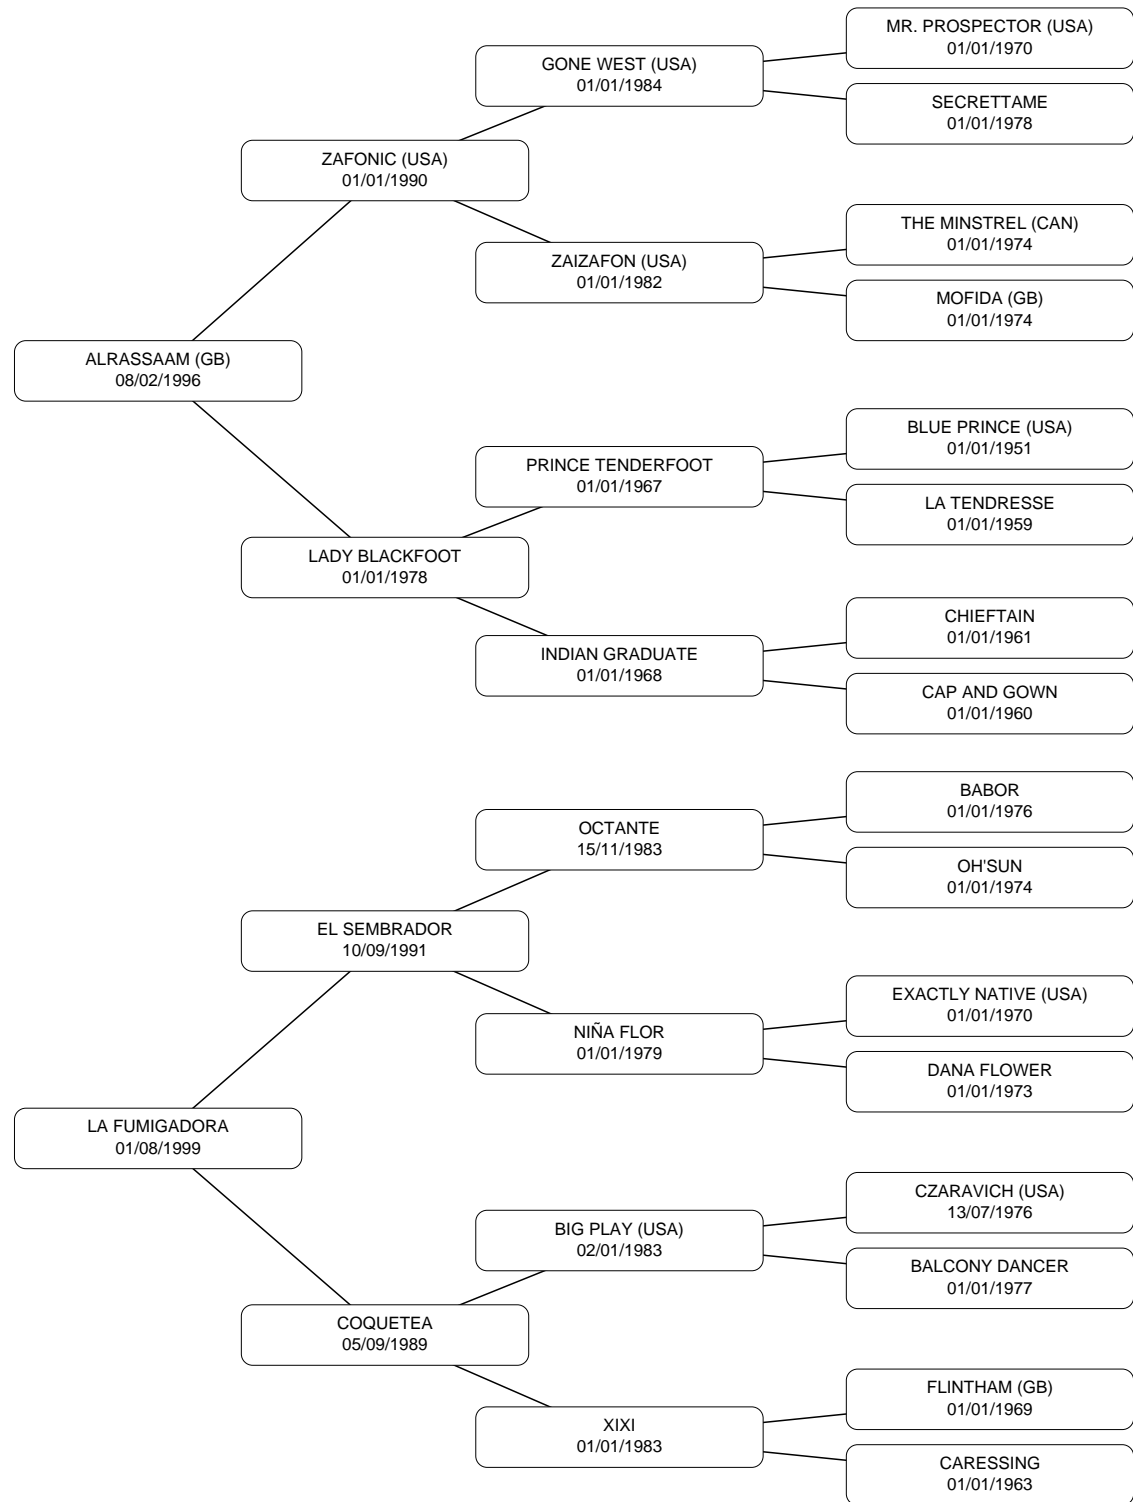 MR. PROSPECTOR (USA)
01/01/1970
GONE WEST (USA)
01/01/1984
SECRETTAME
01/01/1978
ZAFONIC (USA)
01/01/1990
THE MINSTREL (CAN)
01/01/1974
ZAIZAFON (USA)
01/01/1982
MOFIDA (GB)
01/01/1974
ALRASSAAM (GB)
08/02/1996
BLUE PRINCE (USA)
01/01/1951
PRINCE TENDERFOOT
01/01/1967
LA TENDRESSE
01/01/1959
LADY BLACKFOOT
01/01/1978
CHIEFTAIN
01/01/1961
INDIAN GRADUATE
01/01/1968
CAP AND GOWN
01/01/1960
BABOR
01/01/1976
OCTANTE
15/11/1983
OH'SUN
01/01/1974
EL SEMBRADOR
10/09/1991
EXACTLY NATIVE (USA)
01/01/1970
NIÑA FLOR
01/01/1979
DANA FLOWER
01/01/1973
LA FUMIGADORA
01/08/1999
CZARAVICH (USA)
13/07/1976
BIG PLAY (USA)
02/01/1983
BALCONY DANCER
01/01/1977
COQUETEA
05/09/1989
FLINTHAM (GB)
01/01/1969
XIXI
01/01/1983
CARESSING
01/01/1963